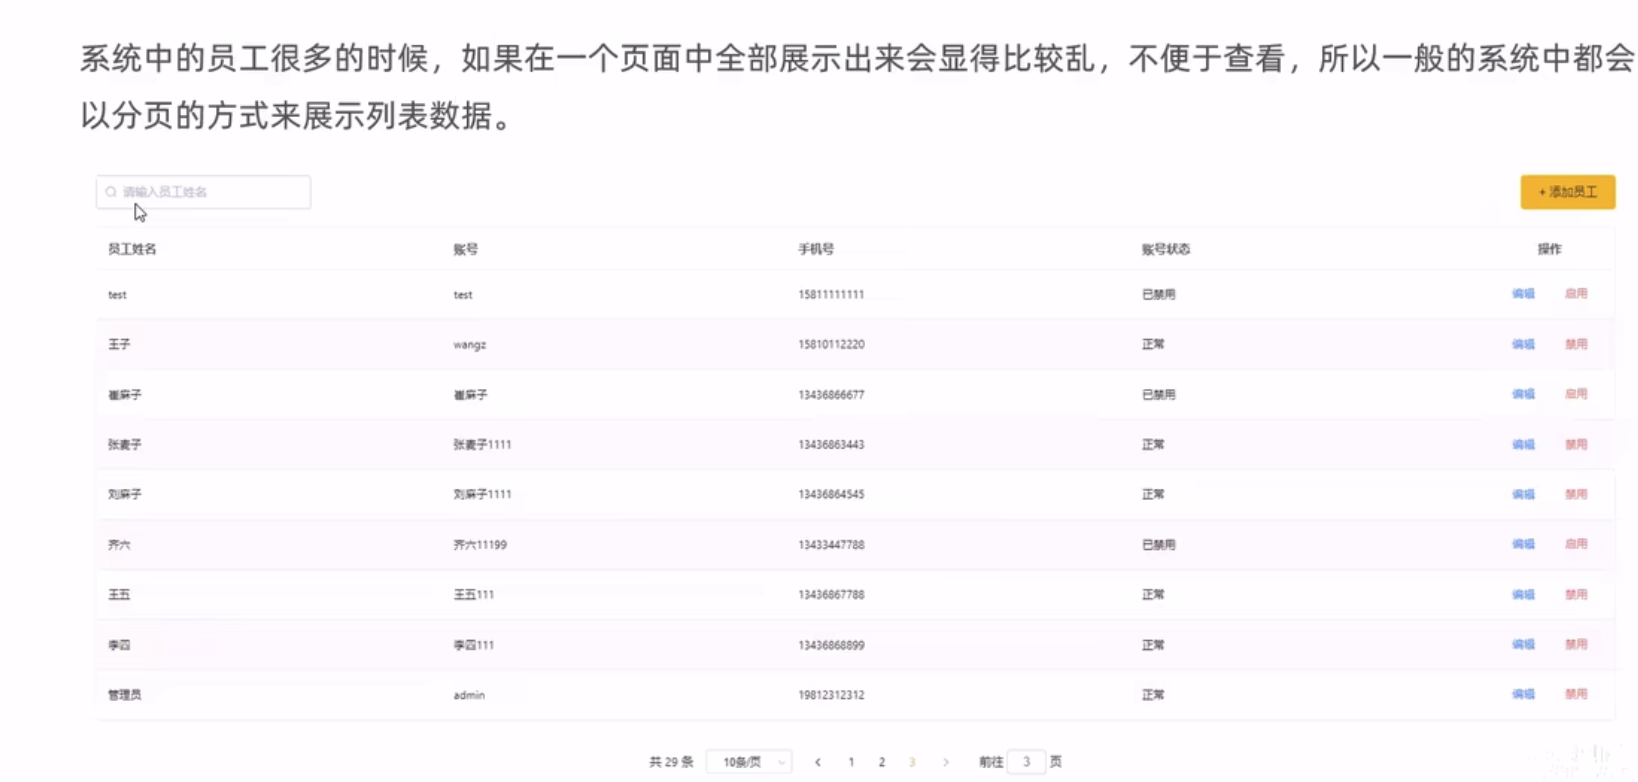 系统中的员工很多的时候，如果在一个页面中全部展示出来会显得比较乱，不便于查看，所以一般的系统中都会
以分页的方式来展示列表数据。
请输入员工姓名 + 添加员工
员工姓名 账号 手机号 账号状态 操作
test test 15811111111 已禁用 编辑 启用
王子 wangz 15810112220 正常 编辑 禁用
崔麻子 崔麻子 13436866677 已禁用 编辑 启用
张麦子 张麦子1111 13436863443 正常 编辑 禁用
刘麻子 刘麻子1111 13436864545 正常 编辑 禁用
齐六 齐六11199 13433447788 已禁用 编辑 启用
王五 王五111 13436867788 正常 编辑 禁用
李四 李四111 13436868899 正常 编辑 禁用
管理员 admin 19812312312 正常 编辑 禁用
共 29 条 10条/页 < 1 2 3 > 前往 3 页